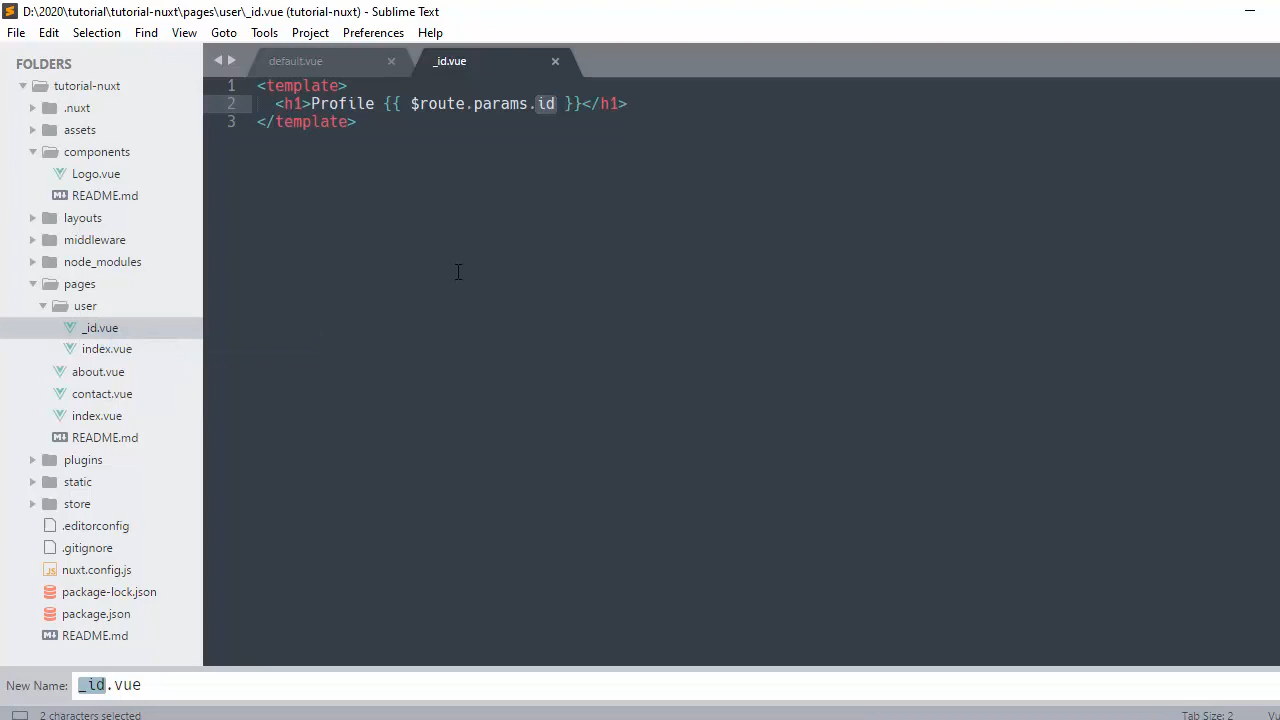 D:\2020\tutorial\tutorial-nuxt\pages\user\_id.vue (tutorial-nuxt) - Sublime Text
File Edit Selection Find View Goto Tools Project Preferences Help
FOLDERS
tutorial-nuxt
.nuxt
assets
components
Logo.vue
README.md
layouts
middleware
node_modules
pages
user
_id.vue
index.vue
about.vue
contact.vue
index.vue
README.md
plugins
static
store
.editorconfig
.gitignore
nuxt.config.js
package-lock.json
package.json
README.md
default.vue
_id.vue
1 <template>
2 <h1>Profile {{ $route.params.id }}</h1>
3 </template>
New Name: _id.vue
2 characters selected
Tab Size: 2